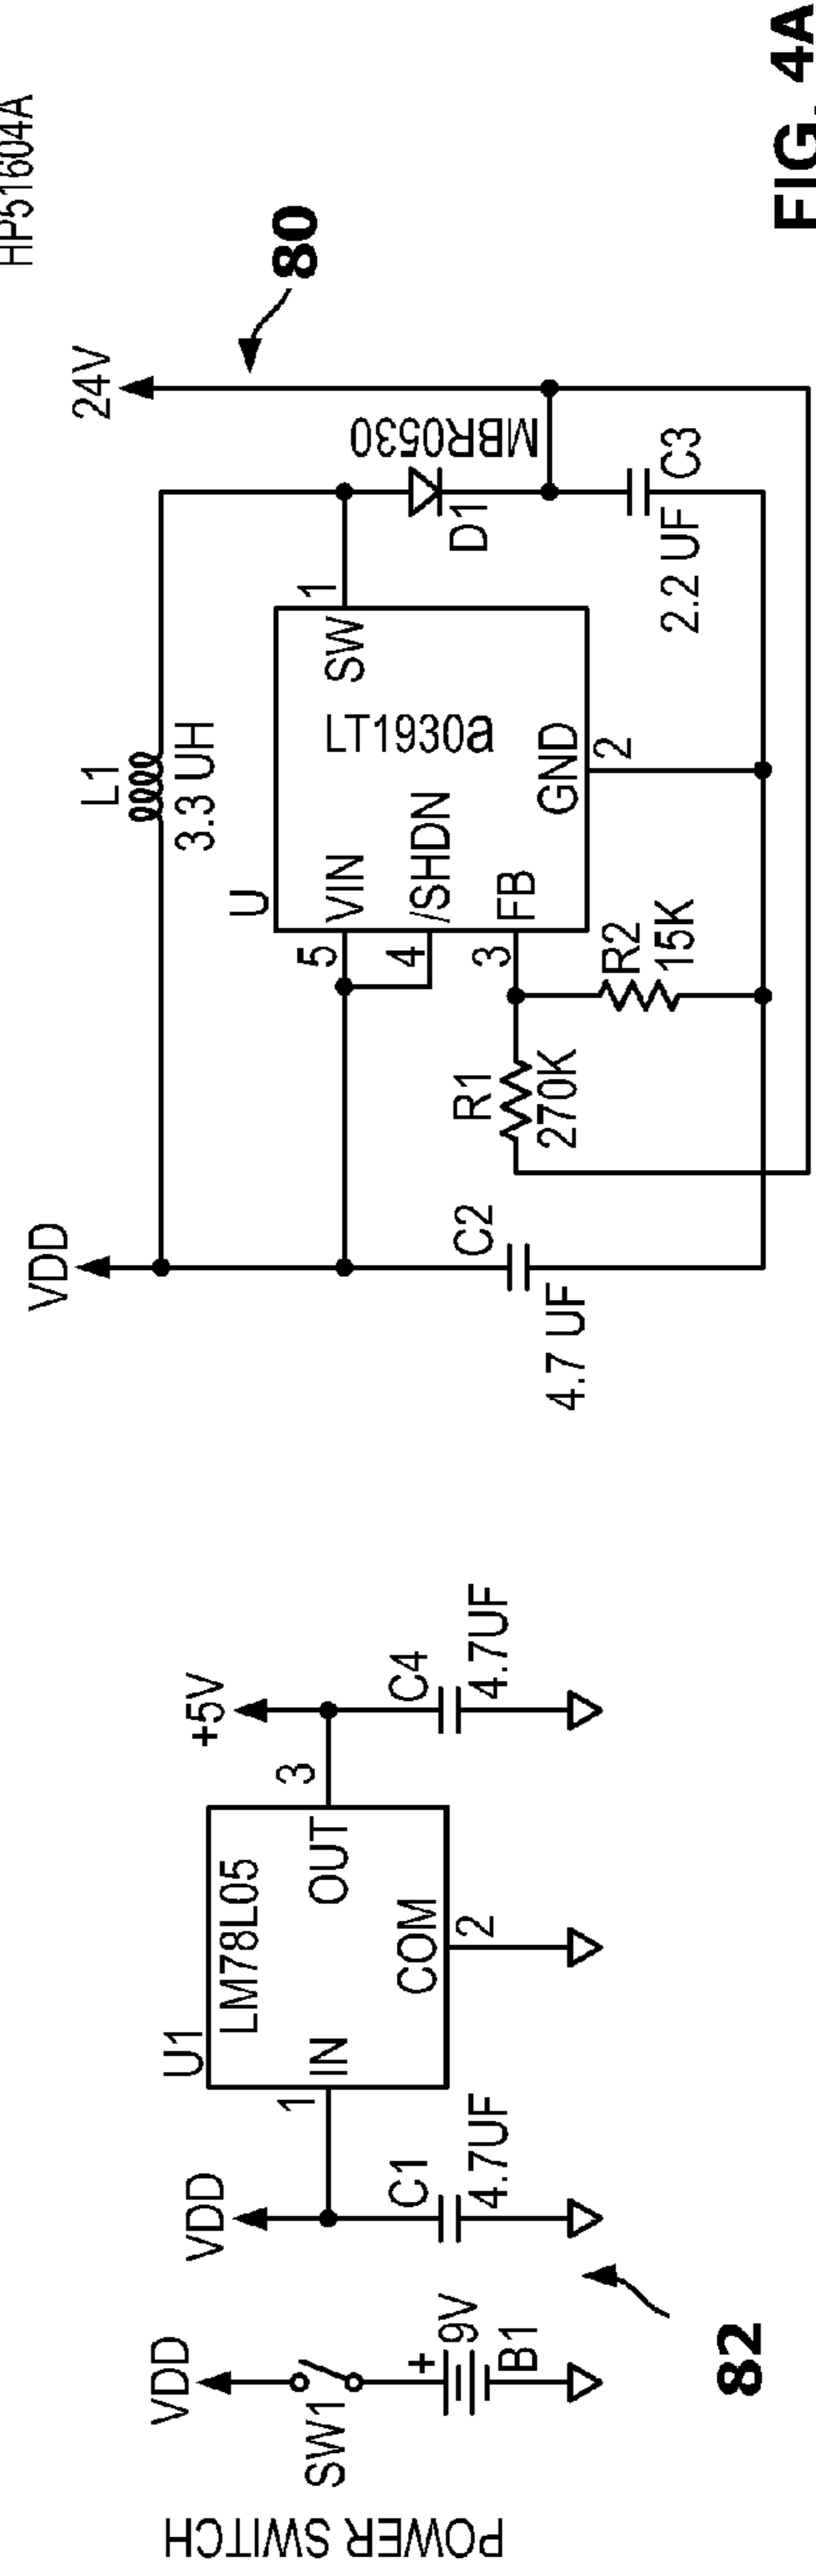 HP51604A
80
24V
MBR0530
D1
C3
2.2 UF
1
SW
LT1930a
L1
3.3 UH
U
VIN
/SHDN
FB
GND
2
5
4
3
R2
15K
R1
270K
VDD
C2
4.7 UF
FIG. 4A
+5V
C4
4.7UF
3
OUT
U1
LM78L05
COM
2
IN
1
VDD
C1
4.7UF
VDD
SW1
+
9V
B1
82
POWER SWITCH